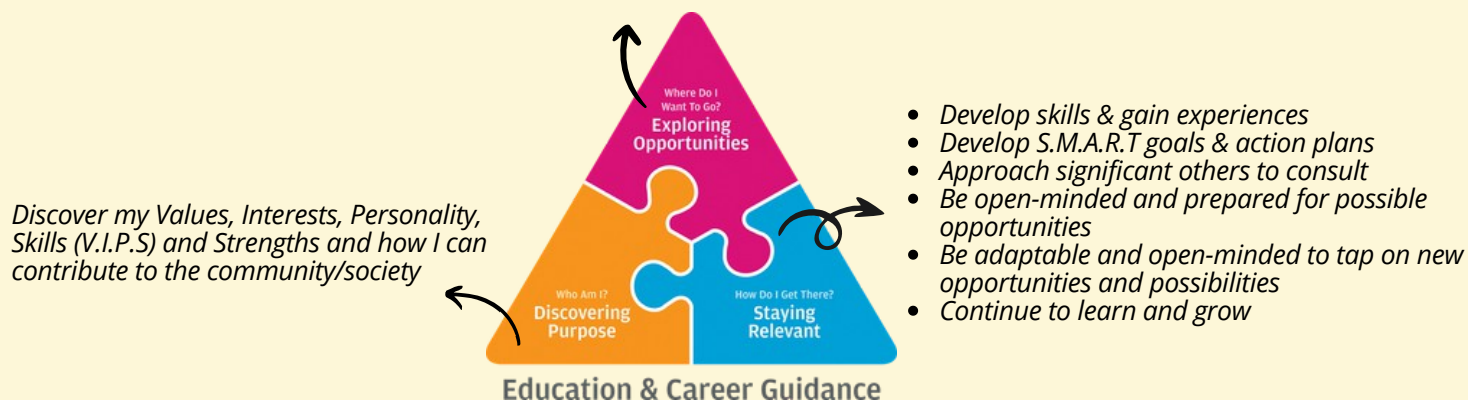 Where Do I
Want To Go?
Exploring
Opportunities
Discover my Values, Interests, Personality,
Skills (V.I.P.S) and Strengths and how I can
contribute to the community/society
Who Am I?
Discovering
Purpose
How Do I Get There?
Staying
Relevant
• Develop skills & gain experiences
• Develop S.M.A.R.T goals & action plans
• Approach significant others to consult
• Be open-minded and prepared for possible
opportunities
• Be adaptable and open-minded to tap on new
opportunities and possibilities
• Continue to learn and grow
Education & Career Guidance